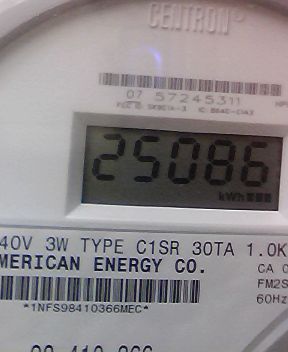 CENTRON®
07 57245311
25086
kWh
40V 3W TYPE C1SR 30TA 1.0K
MERICAN ENERGY CO.
CA 0
FM2S
60Hz
*1NFS98410366MEC*